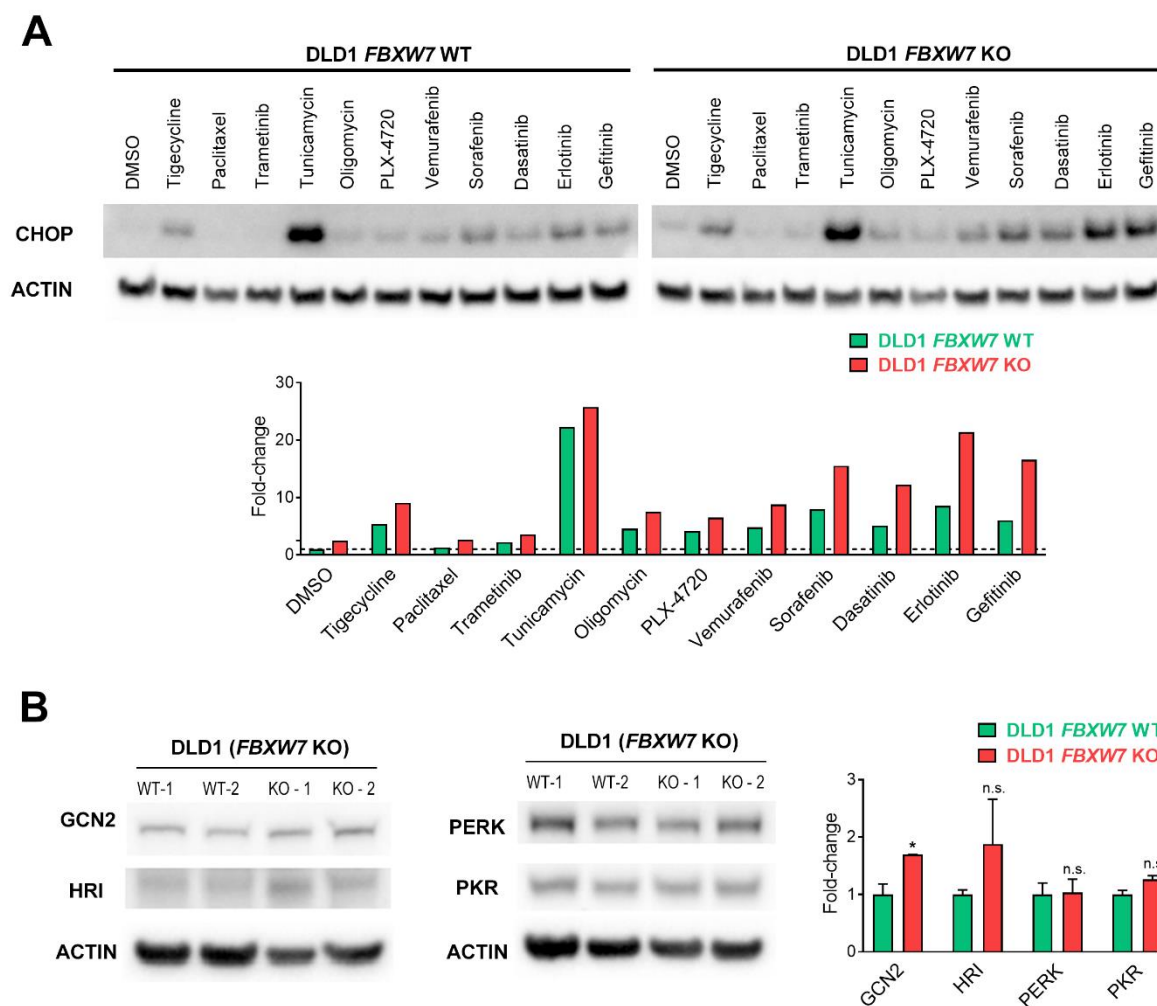 A
DLD1 FBXW7 WT
DLD1 FBXW7 KO
DMSO
Tigecycline
Paclitaxel
Trametinib
Tunicamycin
Oligomycin
PLX-4720
Vemurafenib
Sorafenib
Dasatinib
Erlotinib
Gefitinib
DMSO
Tigecycline
Paclitaxel
Trametinib
Tunicamycin
Oligomycin
PLX-4720
Vemurafenib
Sorafenib
Dasatinib
Erlotinib
Gefitinib
CHOP
ACTIN
DLD1 FBXW7 WT
DLD1 FBXW7 KO
Fold-change
30
20
10
0
DMSO
Tigecycline
Paclitaxel
Trametinib
Tunicamycin
Oligomycin
PLX-4720
Vemurafenib
Sorafenib
Dasatinib
Erlotinib
Gefitinib
B
DLD1 (FBXW7 KO)
WT-1 WT-2 KO - 1 KO - 2
GCN2
HRI
ACTIN
DLD1 (FBXW7 KO)
WT-1 WT-2 KO - 1 KO - 2
PERK
PKR
ACTIN
DLD1 FBXW7 WT
DLD1 FBXW7 KO
Fold-change
3
2
1
0
*
n.s.
n.s.
n.s
GCN2
HRI
PERK
PKR